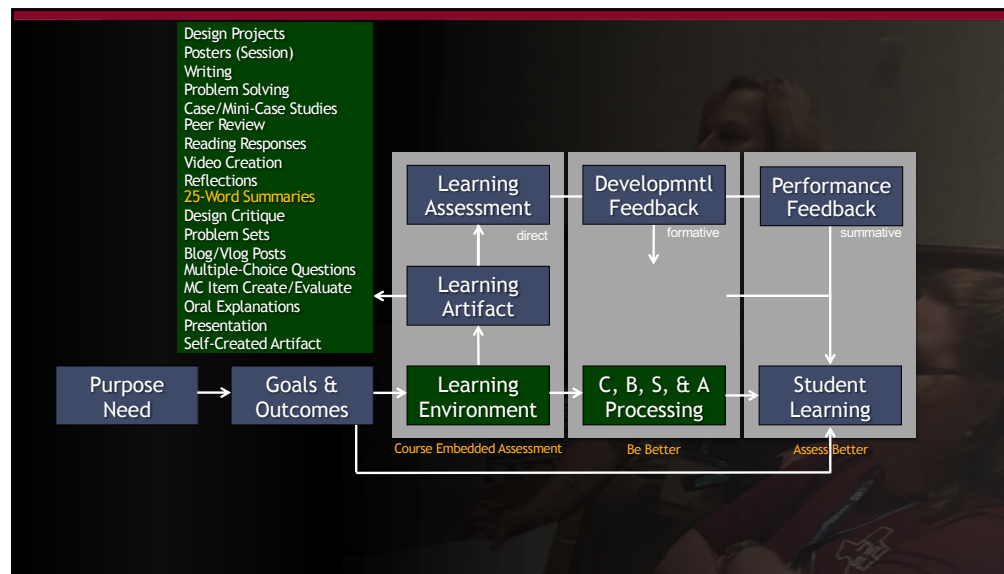 Design Projects
Posters (Session)
Writing
Problem Solving
Case/Mini-Case Studies
Peer Review
Reading Responses
Video Creation
Reflections
25-Word Summaries
Design Critique
Problem Sets
Blog/Vlog Posts
Multiple-Choice Questions
MC Item Create/Evaluate
Oral Explanations
Presentation
Self-Created Artifact
Learning
Assessment
direct
Developmntl
Feedback
formative
Performance
Feedback
summative
Learning
Artifact
Purpose
Need
Goals &
Outcomes
Learning
Environment
C, B, S, & A
Processing
Student
Learning
Course Embedded Assessment
Be Better
Assess Better